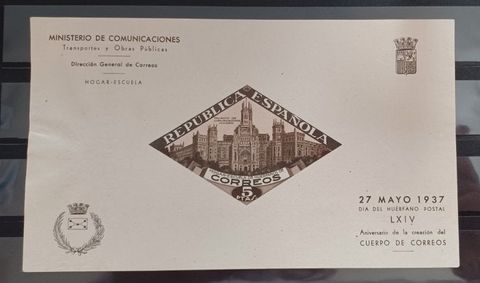 MINISTERIO DE COMUNICACIONES
Transportes y Obras Públicas
Dirección General de Correos
HOGAR-ESCUELA
REPUBLICA ESPAÑOLA
CORREOS
5
PTAS
27 MAYO 1937
DIA DEL HUÉRFANO POSTAL
LXIV
Aniversario de la creación del
CUERPO DE CORREOS